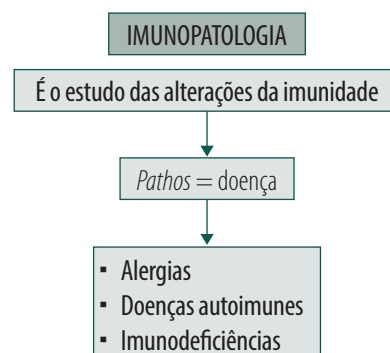 IMUNOPATOLOGIA
É o estudo das alterações da imunidade
Pathos = doença
▪ Alergias
▪ Doenças autoimunes
▪ Imunodeficiências